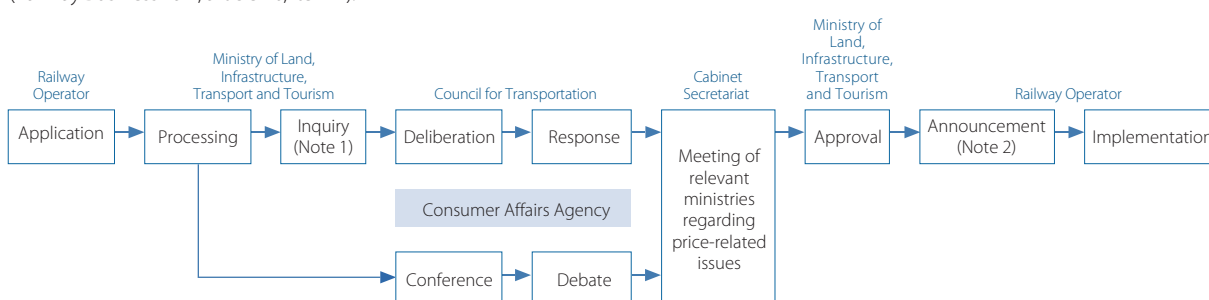 Ministry of
Land,
Infrastructure,
Transport
and Tourism
Ministry of Land,
Infrastructure,
Transport and Tourism
Railway
Operator
Council for Transportation
Cabinet
Secretariat
Railway Operator
Application
Processing
Inquiry
(Note 1)
Deliberation
Response
Meeting of
relevant
ministries
regarding
price-related
issues
Approval
Announcement
(Note 2)
Implementation
Consumer Affairs Agency
Conference
Debate